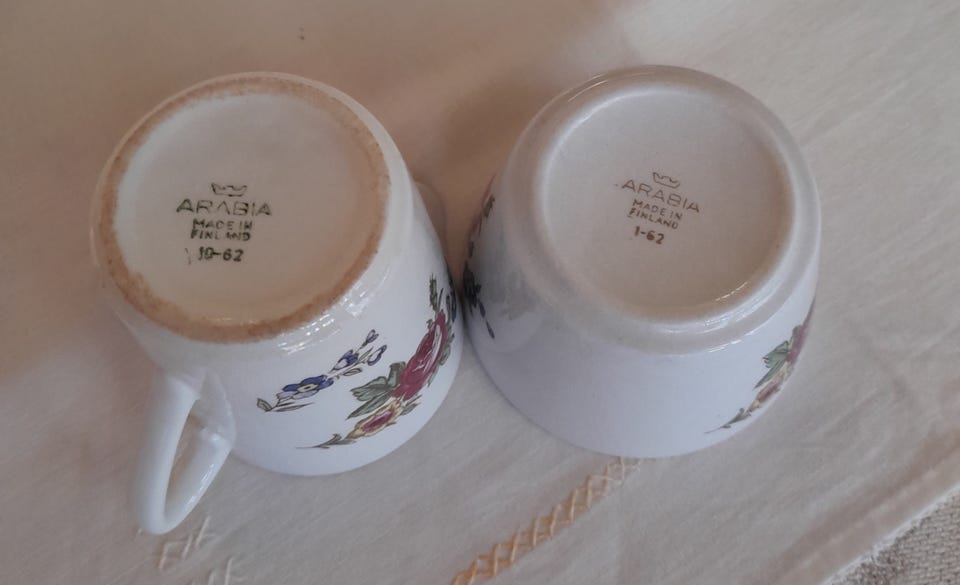 ARABIA
MADE IN
FINLAND
10-62
ARABIA
MADE IN
FINLAND
1-62